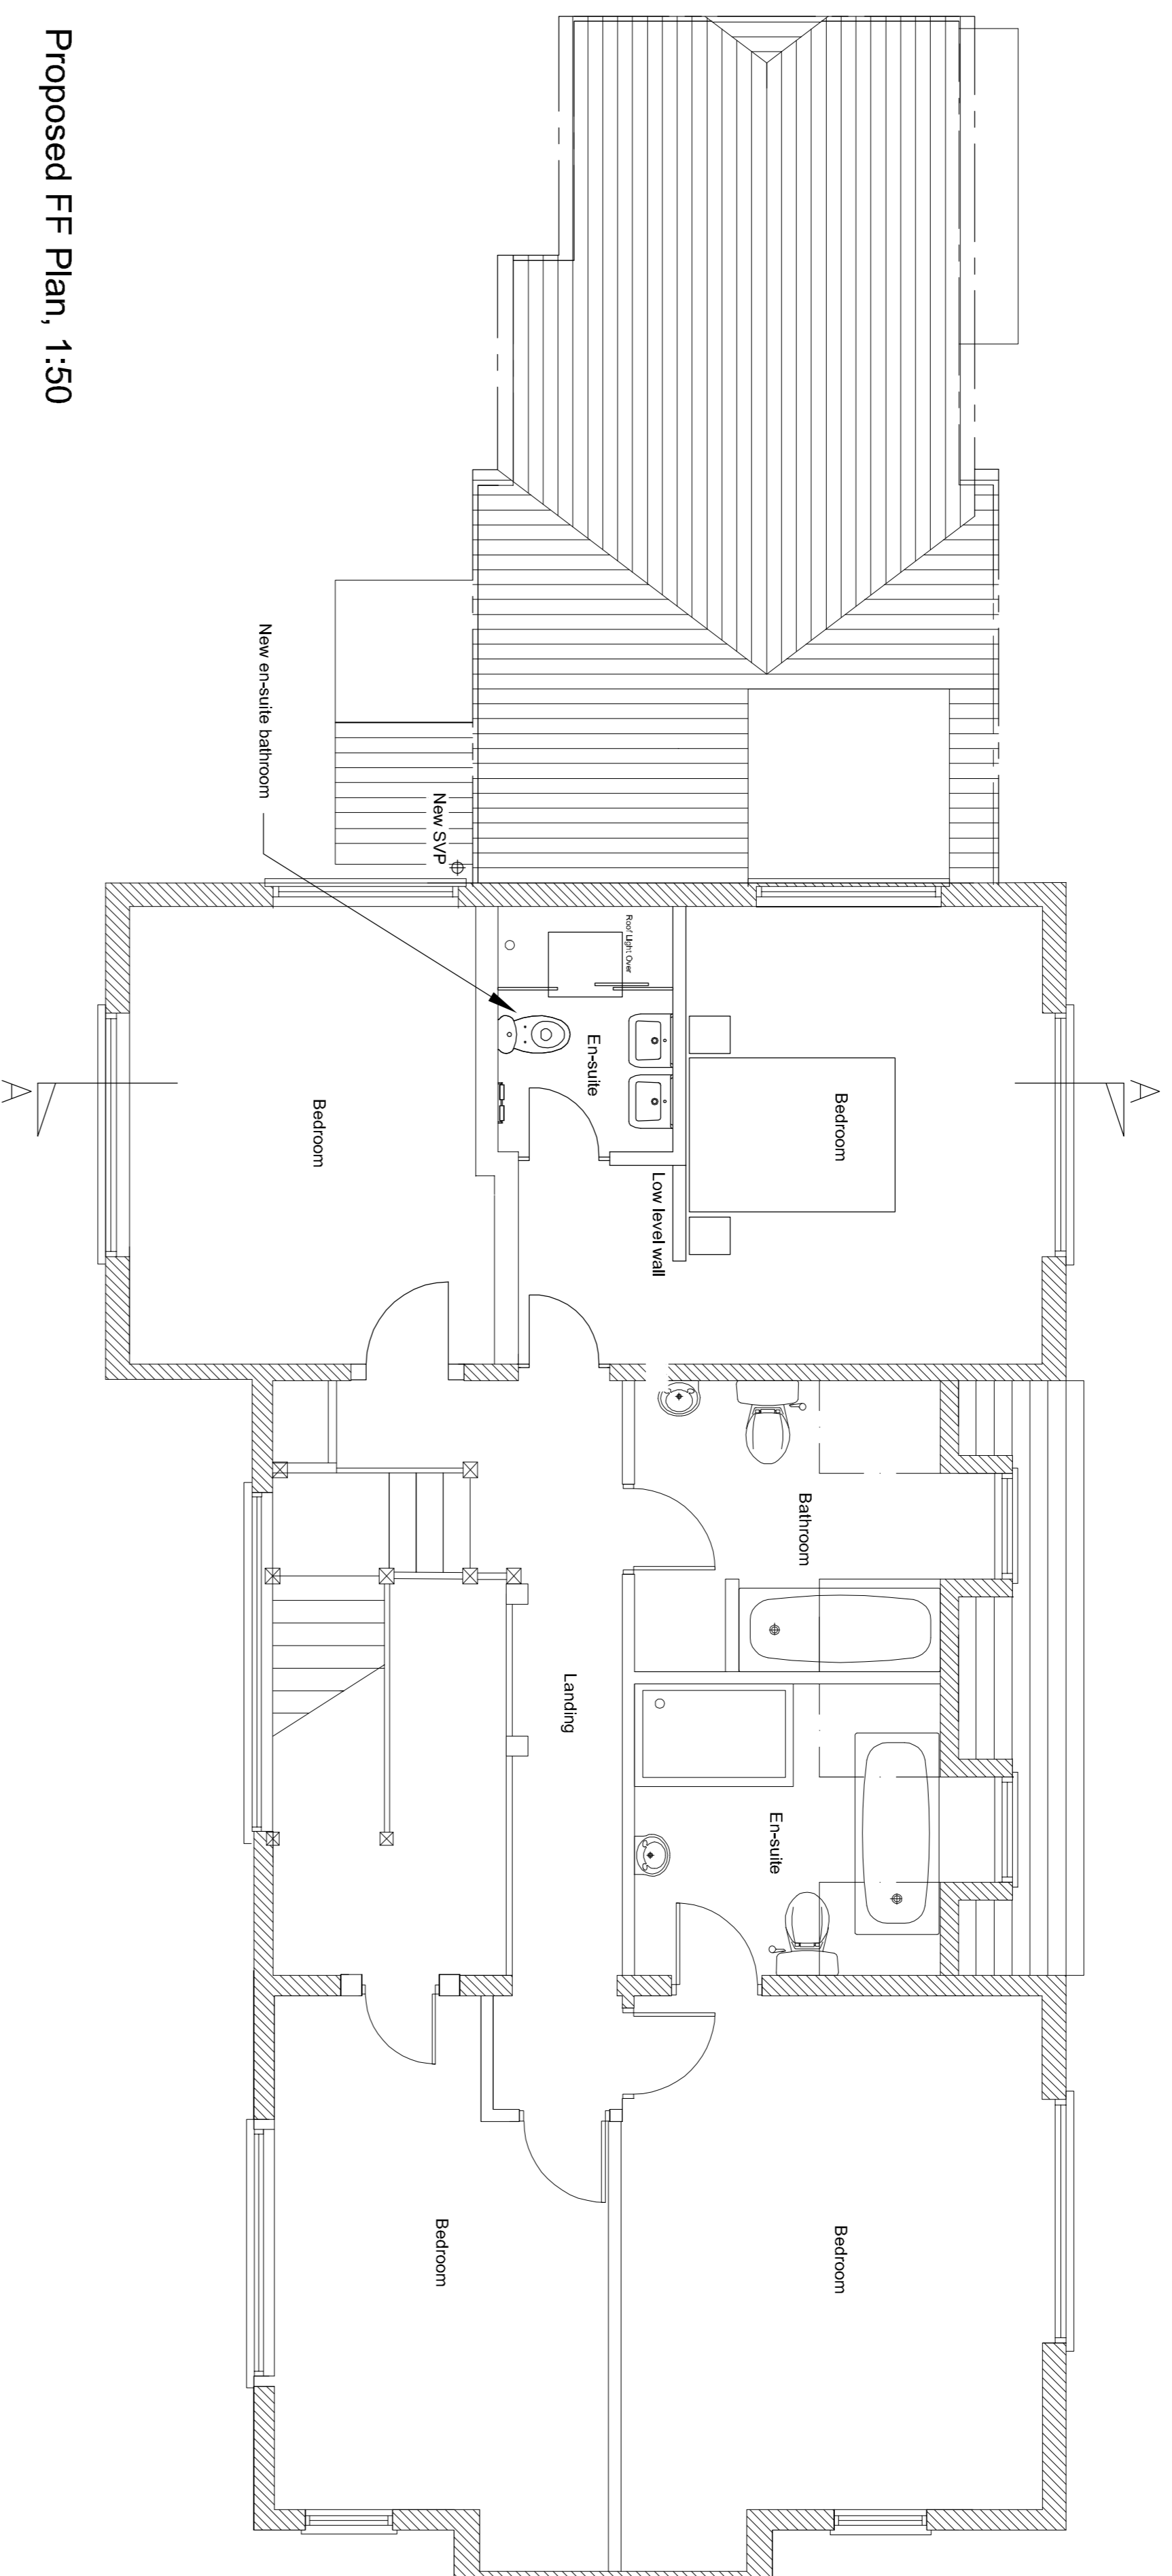 Proposed FF Plan, 1:50
New en-suite bathroom
New SVP
Roof Light Over
En-suite
Bedroom
Low level wall
Bedroom
A
A
Bathroom
Landing
En-suite
Bedroom
Bedroom